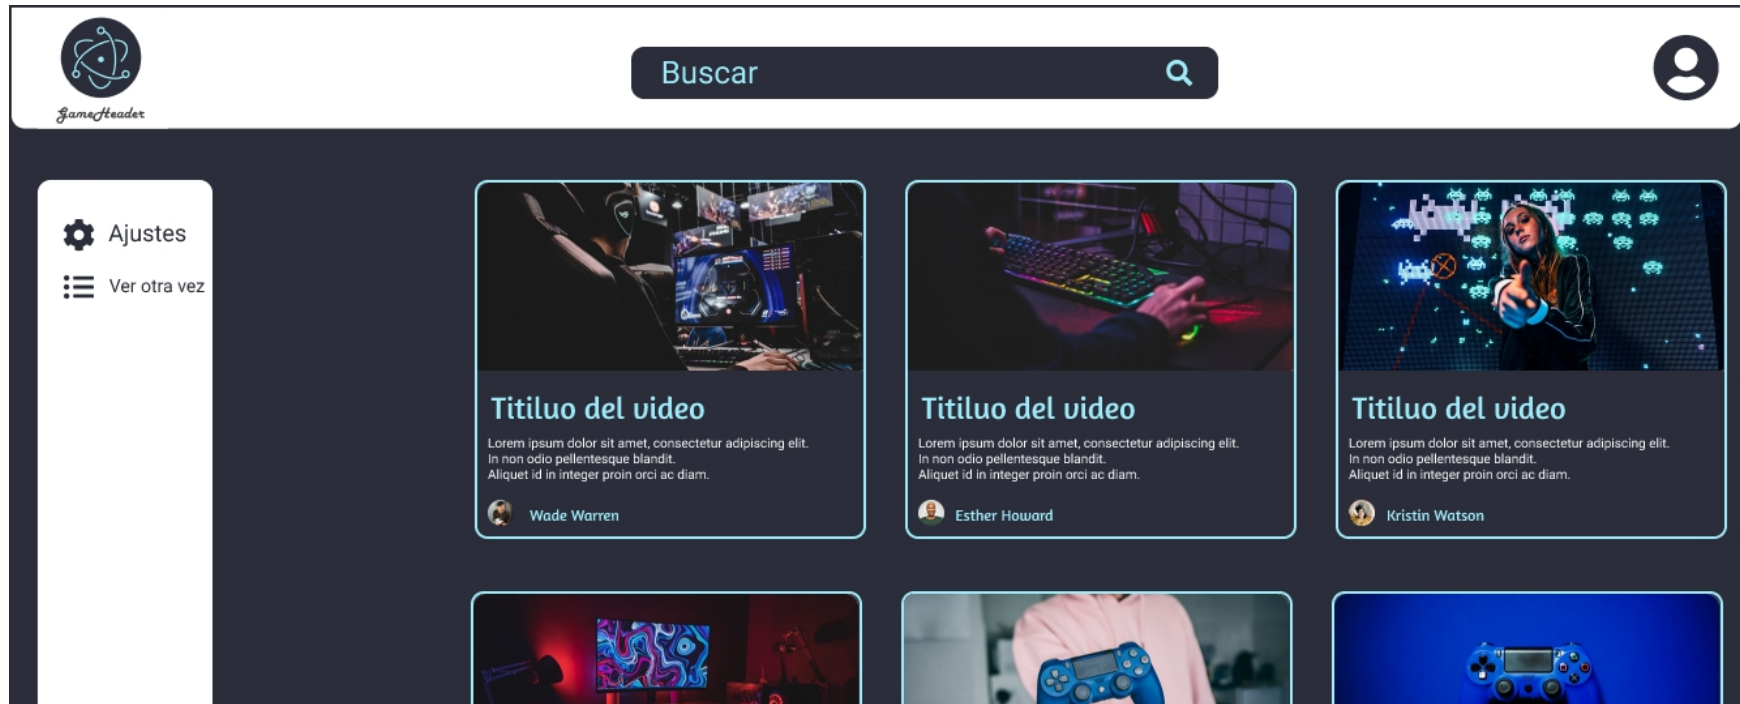 GameHeader
Buscar
Ajustes
Ver otra vez
Titiluo del video
Lorem ipsum dolor sit amet, consectetur adipiscing elit.
In non odio pellentesque blandit.
Aliquet id in integer proin orci ac diam.
Wade Warren
Titiluo del video
Lorem ipsum dolor sit amet, consectetur adipiscing elit.
In non odio pellentesque blandit.
Aliquet id in integer proin orci ac diam.
Esther Howard
Titiluo del video
Lorem ipsum dolor sit amet, consectetur adipiscing elit.
In non odio pellentesque blandit.
Aliquet id in integer proin orci ac diam.
Kristin Watson